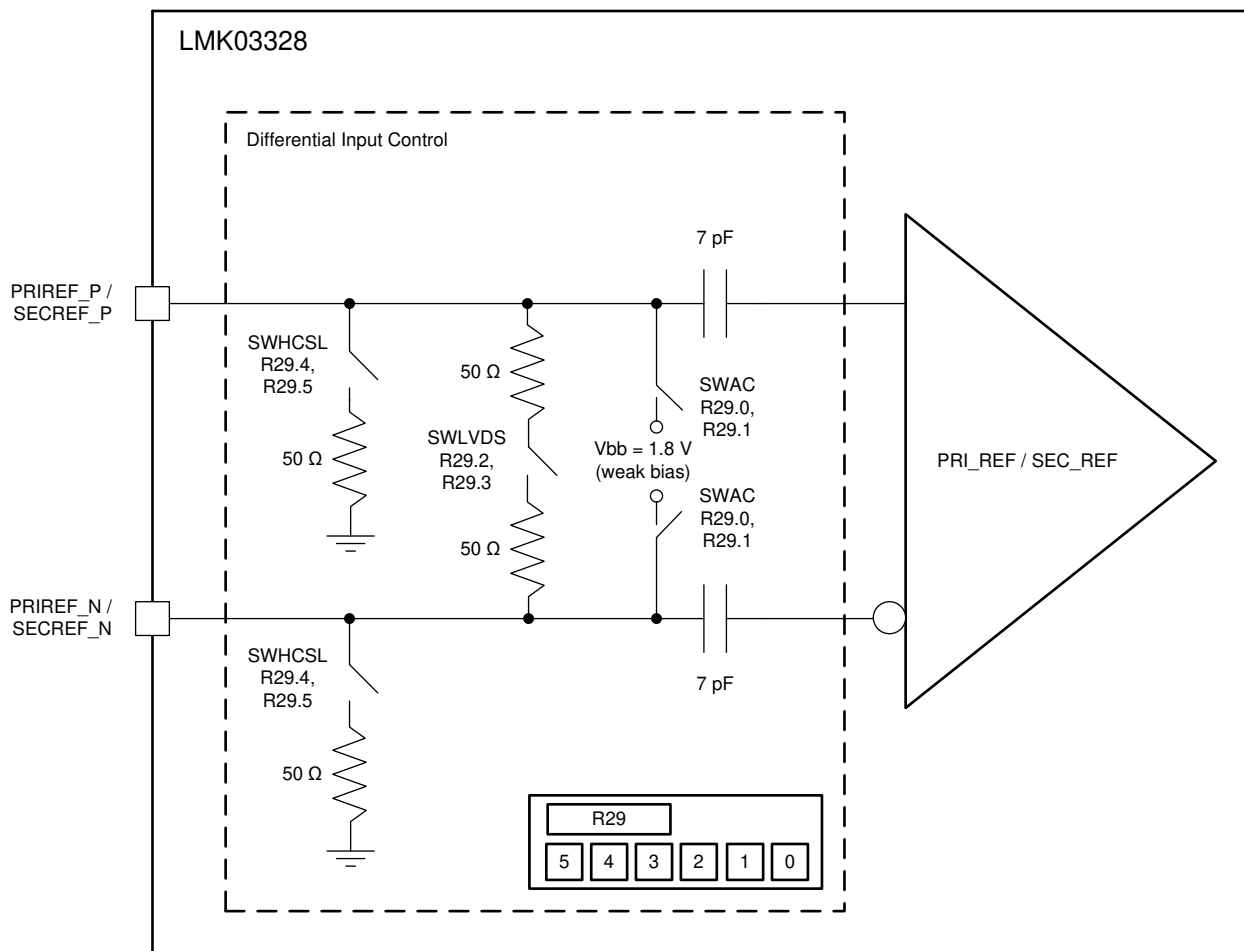 LMK03328
Differential Input Control
7 pF
PRIREF_P /
SECREF_P
SWHCSL
R29.4,
R29.5
50 Ω
50 Ω
SWLVDS
R29.2,
R29.3
50 Ω
SWAC
R29.0,
R29.1
Vbb = 1.8 V
(weak bias)
SWAC
R29.0,
R29.1
PRI_REF / SEC_REF
PRIREF_N /
SECREF_N
SWHCSL
R29.4,
R29.5
50 Ω
7 pF
R29
5 4 3 2 1 0